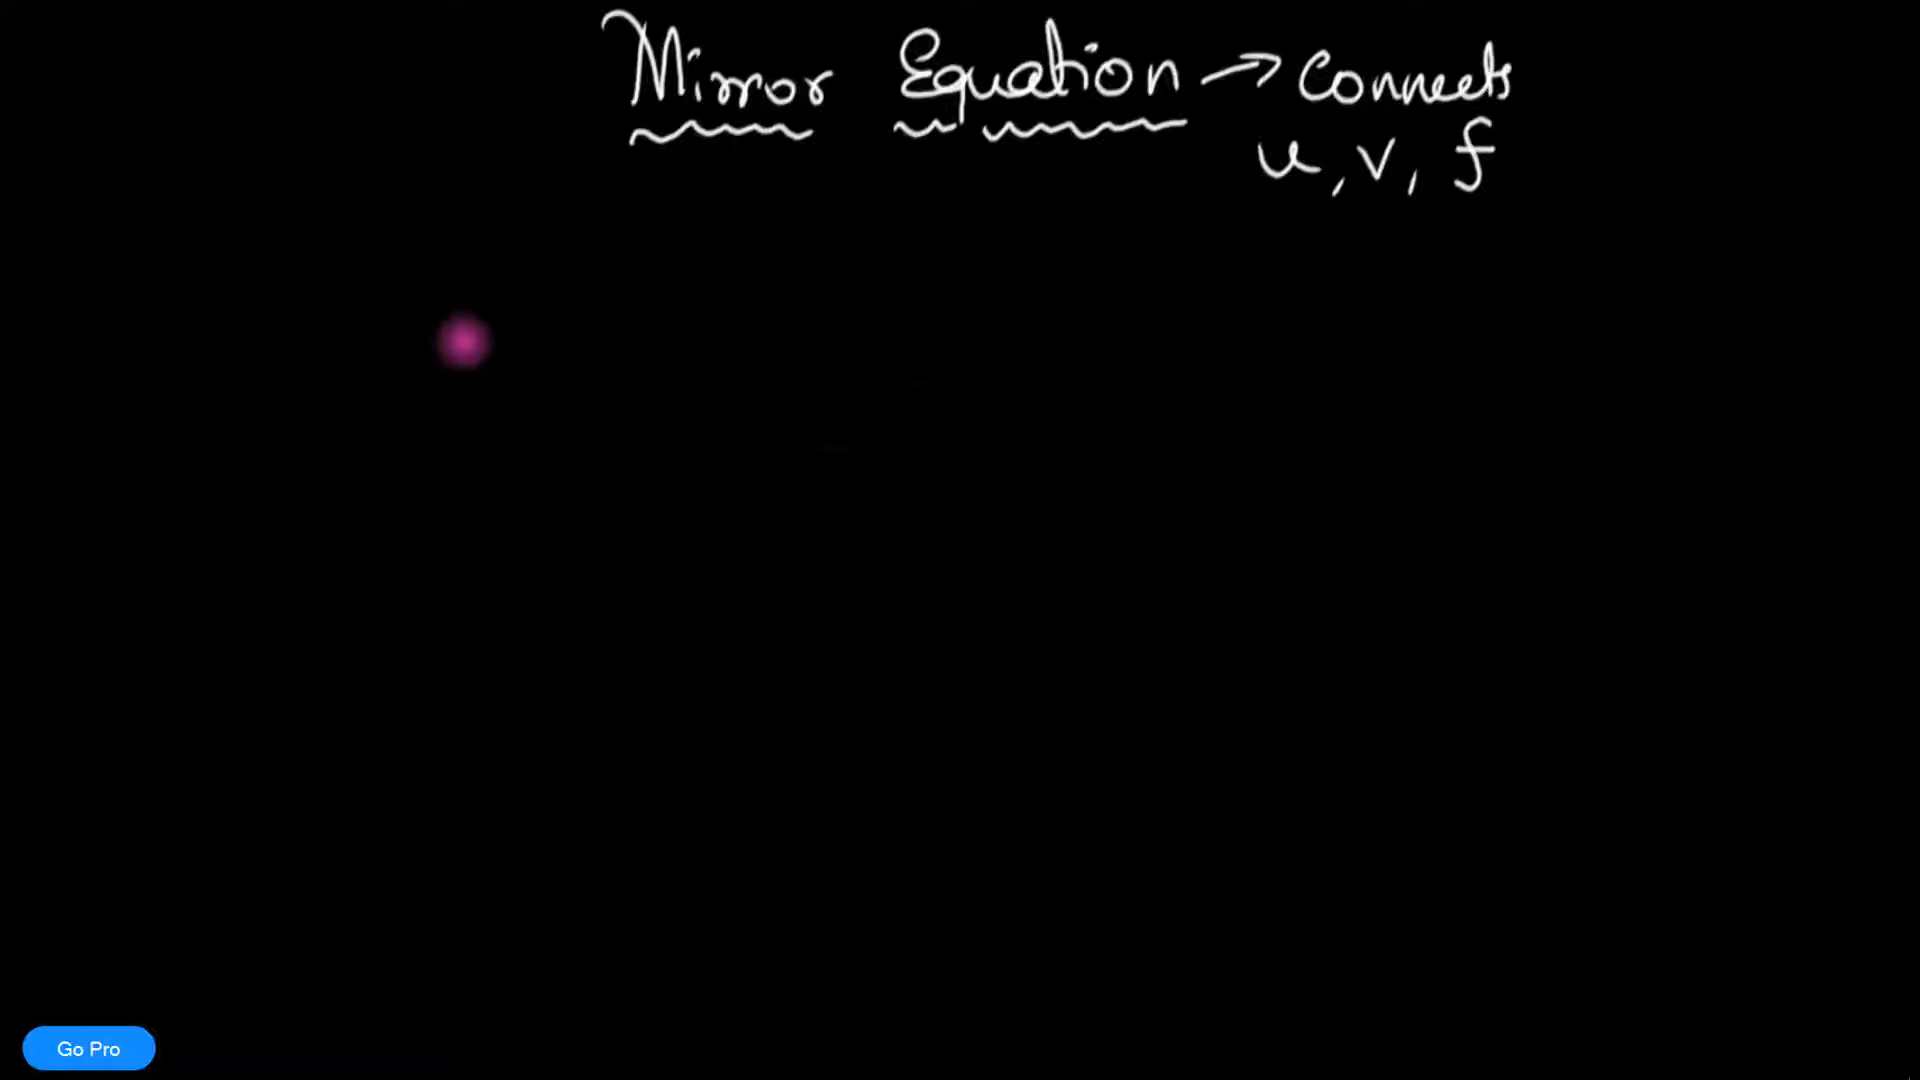 Mirror Equation → Connects
u, v, f
Go Pro